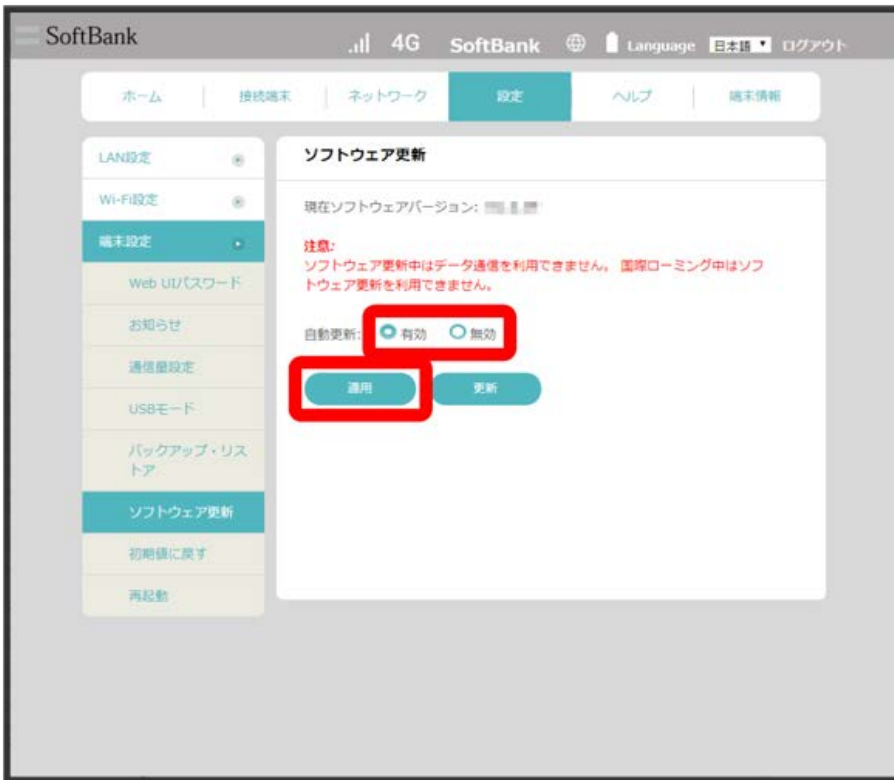 SoftBank
4G SoftBank Language 日本語 ログアウト
ホーム 接続端末 ネットワーク 設定 ヘルプ 端末情報
LAN設定
Wi-Fi設定
端末設定
Web UIパスワード
お知らせ
通信量設定
USBモード
バックアップ・リス
トア
ソフトウェア更新
初期値に戻す
再起動
ソフトウェア更新
現在ソフトウェアバージョン:
注意:
ソフトウェア更新中はデータ通信を利用できません。 国際ローミング中はソフ
トウェア更新を利用できません。
自動更新: 有効 無効
適用 更新